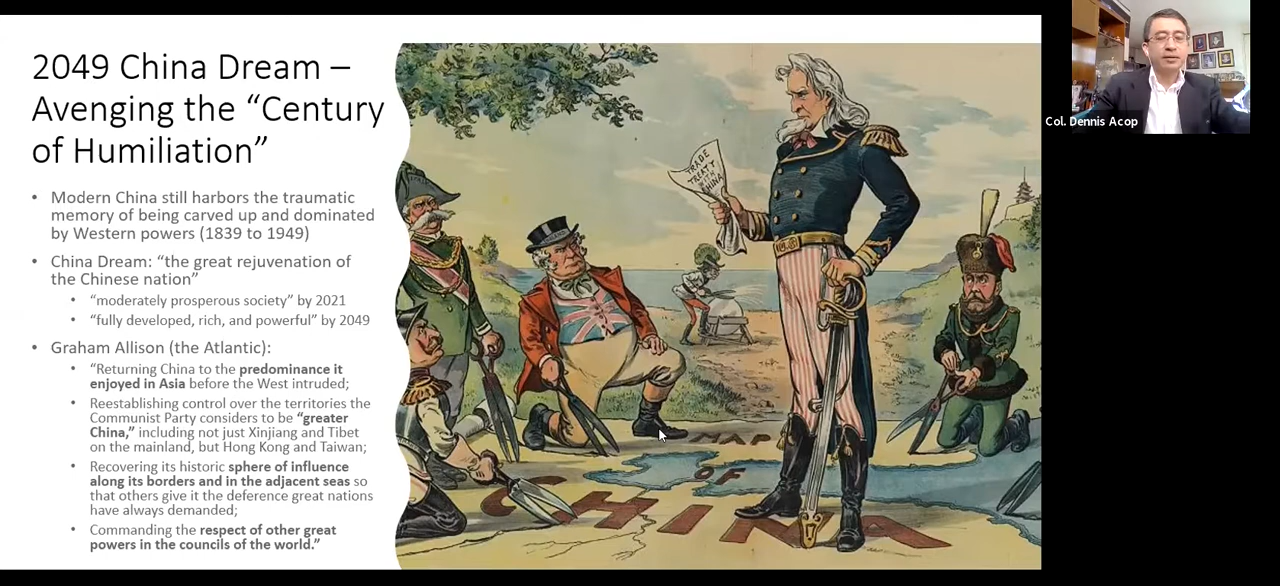 2049 China Dream –
Avenging the “Century
of Humiliation”
• Modern China still harbors the traumatic
memory of being carved up and dominated
by Western powers (1839 to 1949)
• China Dream: “the great rejuvenation of
the Chinese nation”
• “moderately prosperous society” by 2021
• “fully developed, rich, and powerful” by 2049
• Graham Allison (the Atlantic):
• “Returning China to the predominance it
enjoyed in Asia before the West intruded;
• Reestablishing control over the territories the
Communist Party considers to be “greater
China,” including not just Xinjiang and Tibet
on the mainland, but Hong Kong and Taiwan;
• Recovering its historic sphere of influence
along its borders and in the adjacent seas so
that others give it the deference great nations
have always demanded;
• Commanding the respect of other great
powers in the councils of the world.”
TRADE
TREATY
WITH
CHINA
MAP
OF
CHINA
Col. Dennis Acop